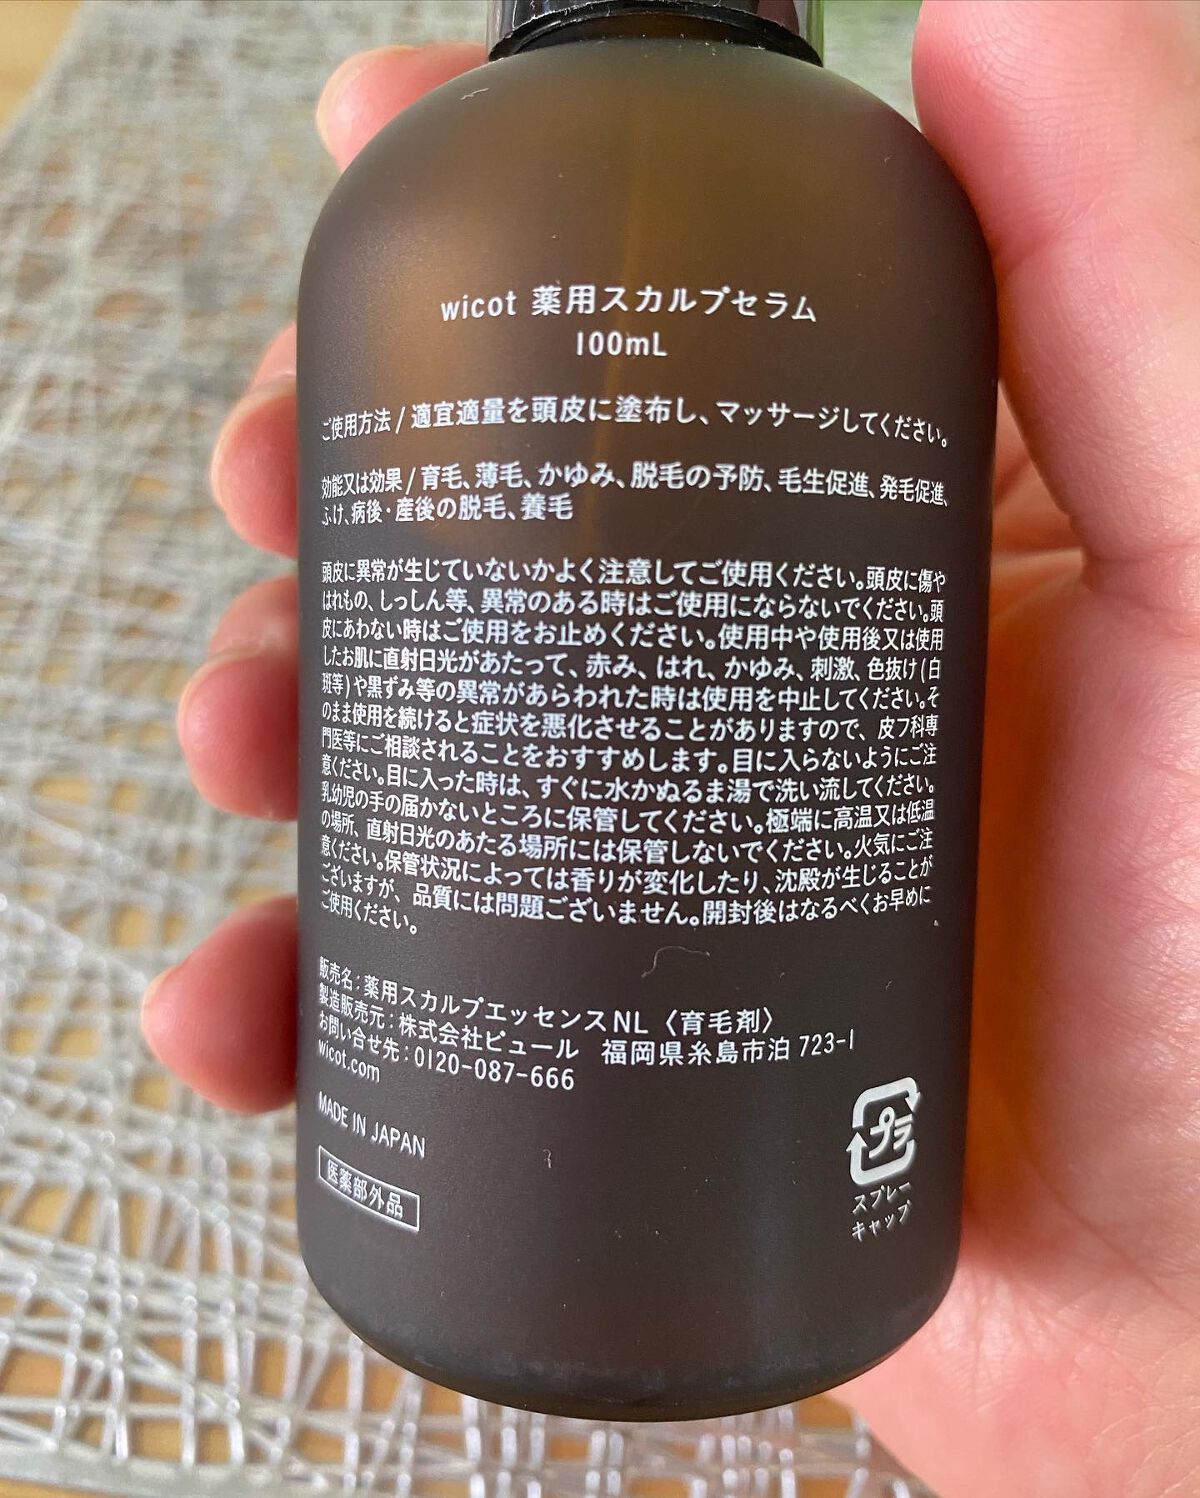 wicot 薬用スカルプセラム
100mL
ご使用方法 / 適宜適量を頭皮に塗布し、マッサージしてください。
効能又は効果 / 育毛、薄毛、かゆみ、脱毛の予防、毛生促進、発毛促進、
ふけ、病後・産後の脱毛、養毛
頭皮に異常が生じていないかよく注意してご使用ください。頭皮に傷や
はれもの、しっしん等、異常のある時はご使用にならないでください。頭
皮にあわない時はご使用をお止めください。使用中や使用後又は使用
したお肌に直射日光があたって、赤み、はれ、かゆみ、刺激、色抜け(白
斑等)や黒ずみ等の異常があらわれた時は使用を中止してください。そ
のまま使用を続けると症状を悪化させることがありますので、皮フ科専
門医等にご相談されることをおすすめします。目に入らないようにご注
意ください。目に入った時は、すぐに水かぬるま湯で洗い流してください。
乳幼児の手の届かないところに保管してください。極端に高温又は低温
の場所、直射日光のあたる場所には保管しないでください。火気にご注
意ください。保管状況によっては香りが変化したり、沈殿が生じることが
ございますが、品質には問題ございません。開封後はなるべくお早めに
ご使用ください。
販売名：薬用スカルプエッセンスNL〈育毛剤〉
製造販売元：株式会社ピュール 福岡県糸島市泊723-1
お問い合せ先：0120-087-666
wicot.com
MADE IN JAPAN
医薬部外品
プラ
スプレー
キャップ